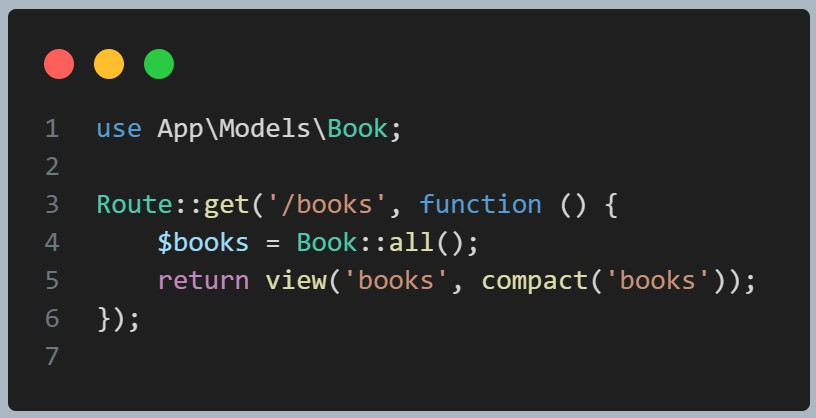 1 use App\Models\Book;
2
3 Route::get('/books', function () {
4     $books = Book::all();
5     return view('books', compact('books'));
6 });
7